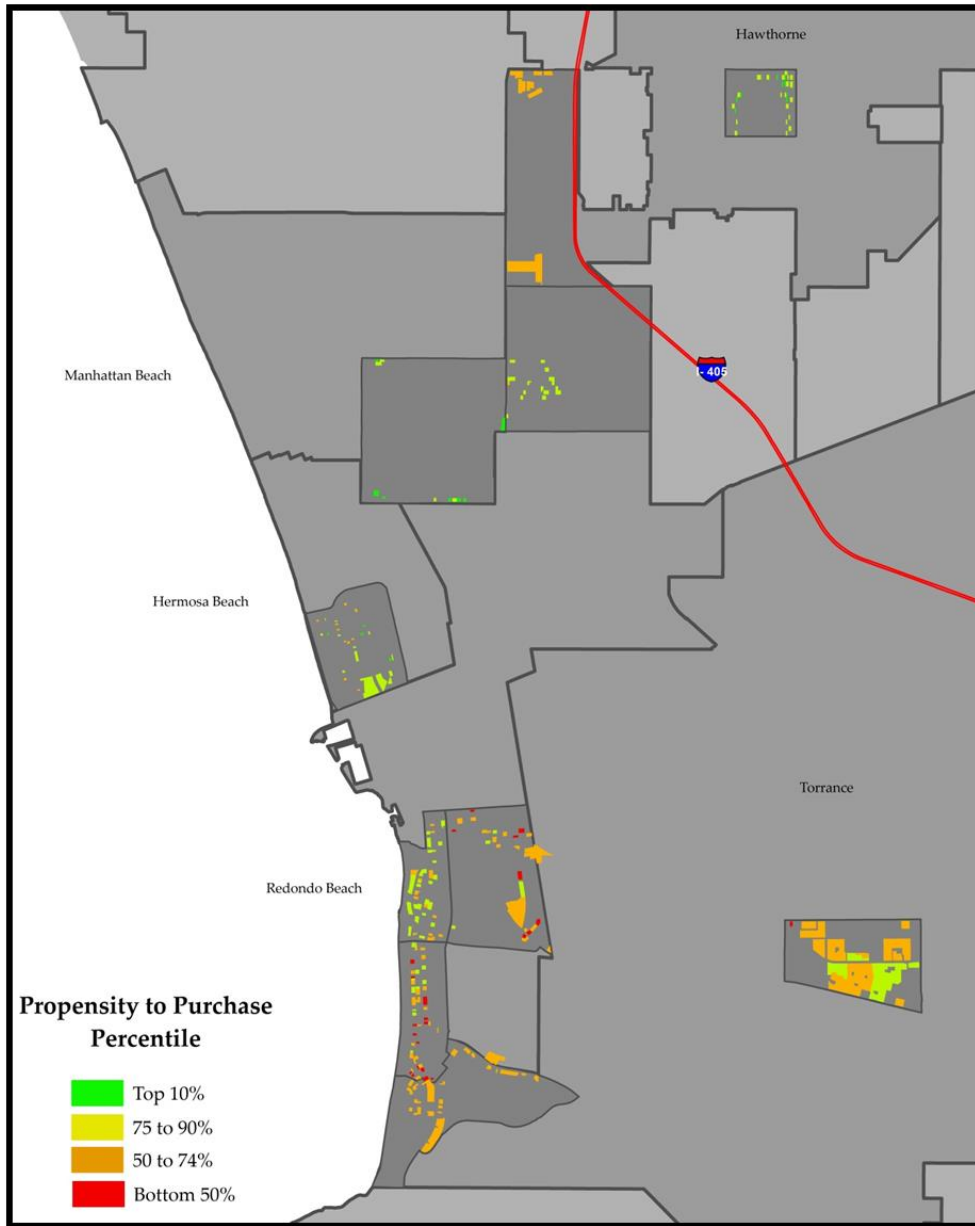 Hawthorne
Manhattan Beach
I- 405
Hermosa Beach
Torrance
Redondo Beach
Propensity to Purchase
Percentile
Top 10%
75 to 90%
50 to 74%
Bottom 50%